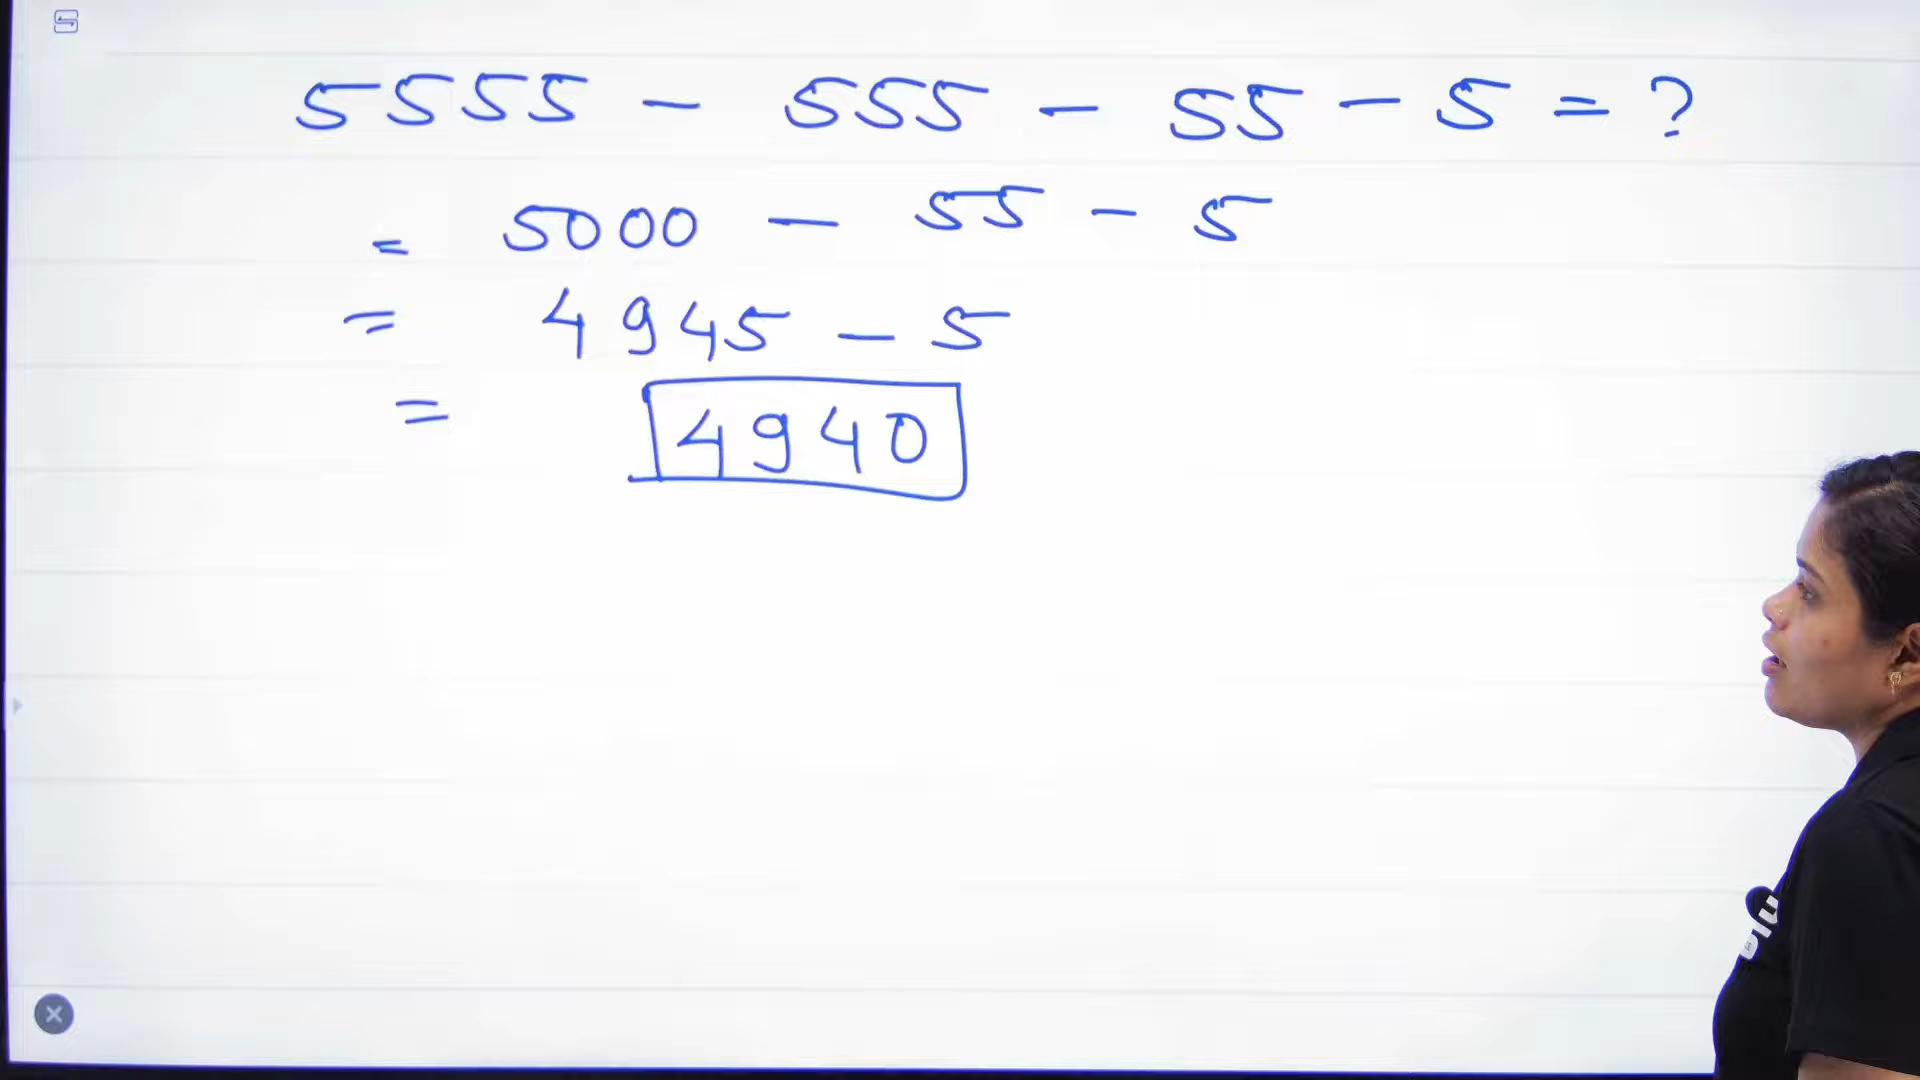 5555 - 555 - 55 - 5 = ?
= 5000 - 55 - 5
= 4945 - 5
= 4940